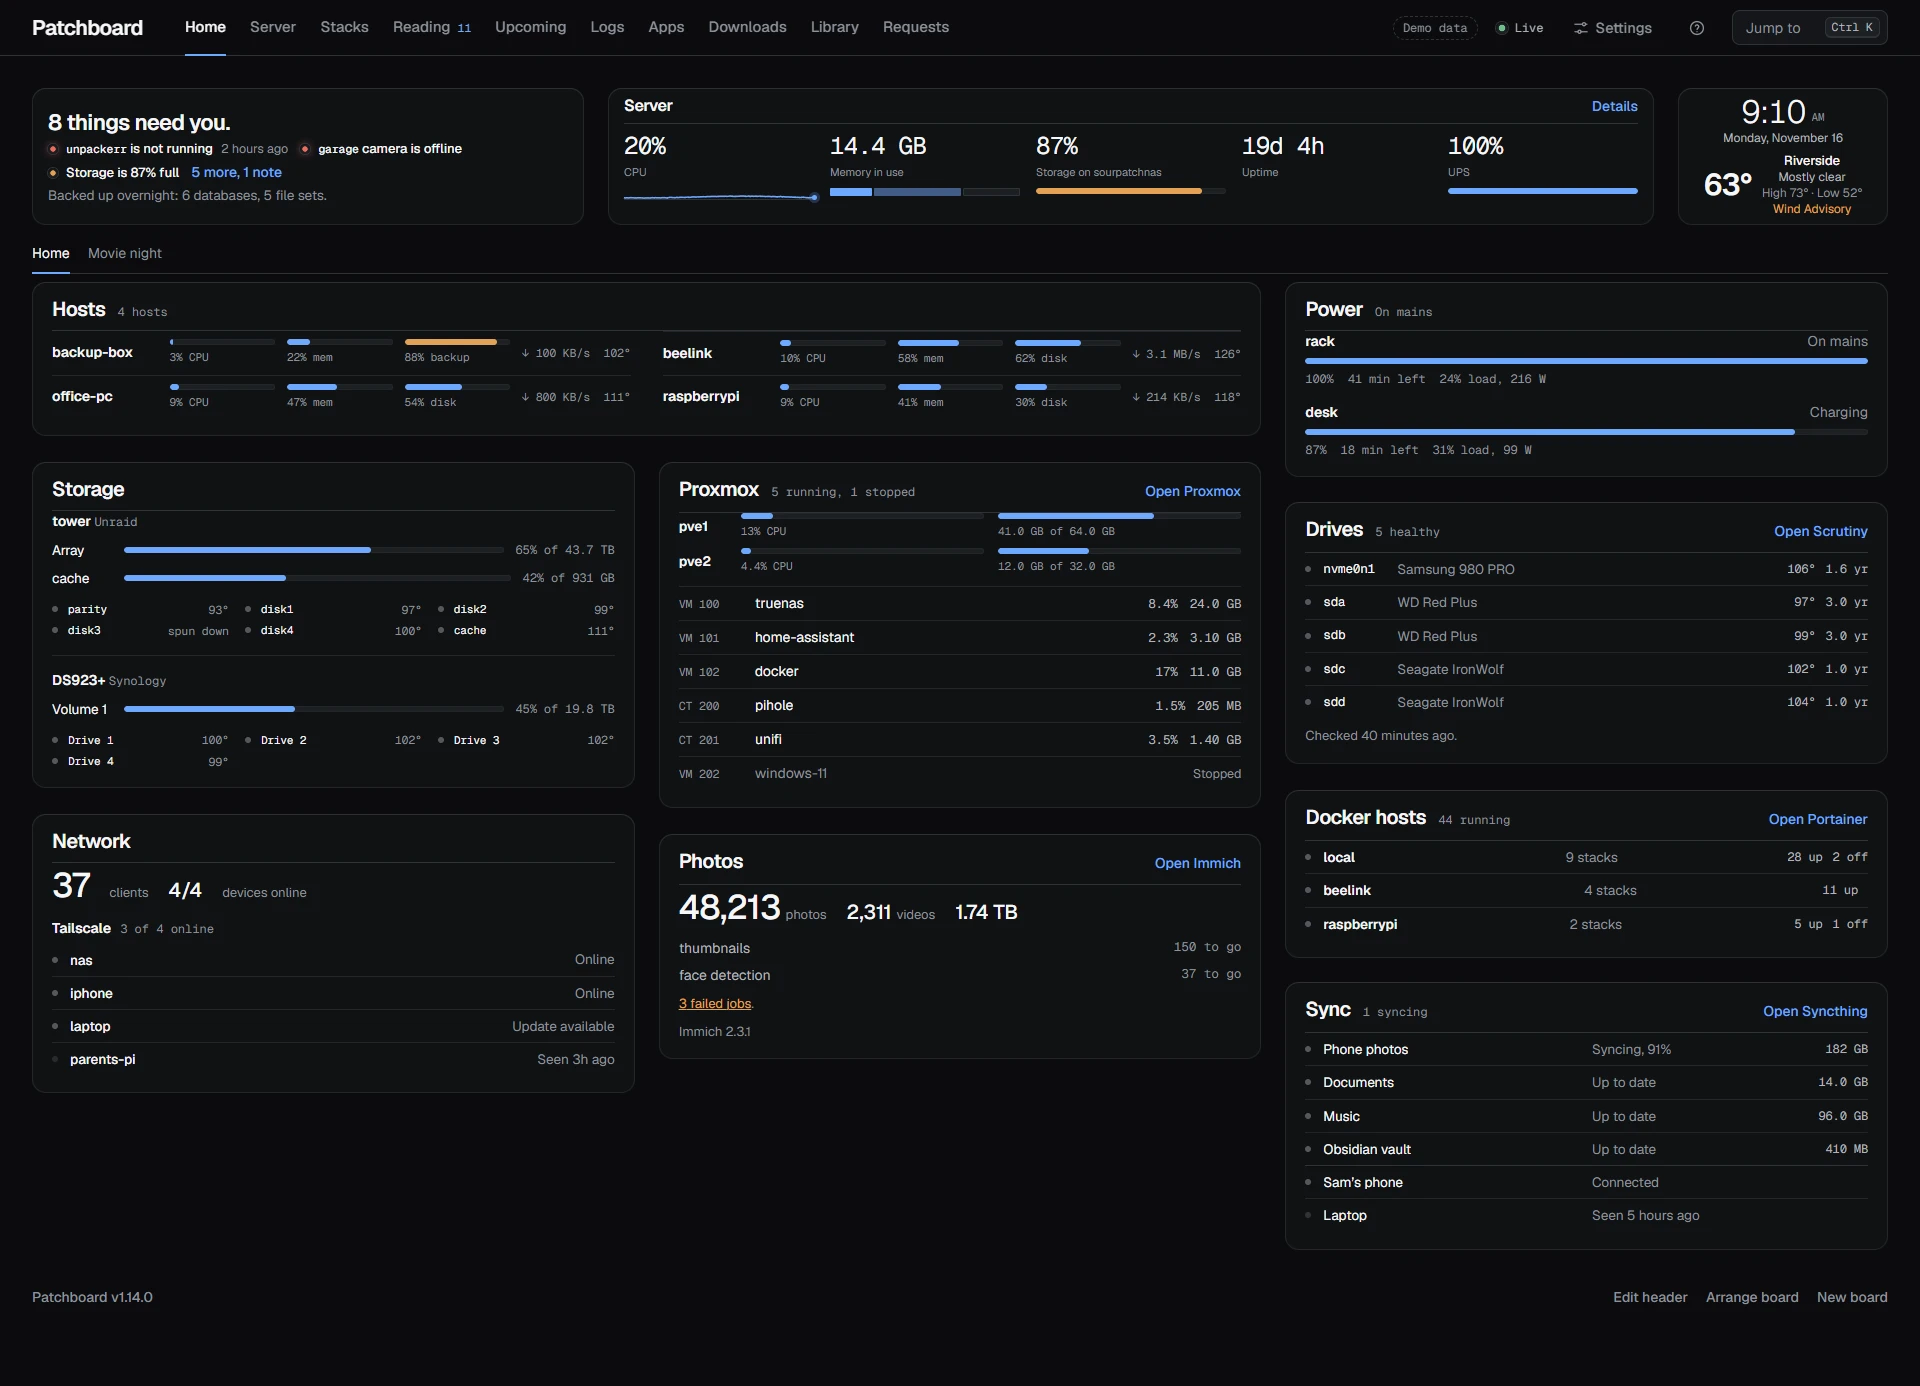 Patchboard
Home Server Stacks Reading 11 Upcoming Logs Apps Downloads Library Requests
Demo data Live Settings Jump to Ctrl K
8 things need you.
unpackerr is not running 2 hours ago garage camera is offline
Storage is 87% full 5 more, 1 note
Backed up overnight: 6 databases, 5 file sets.
Server Details
20% 14.4 GB 87% 19d 4h 100%
CPU Memory in use Storage on sourpatchnas Uptime UPS
9:10 AM
Monday, November 16
63°
Riverside
Mostly clear
High 73° · Low 52°
Wind Advisory
Home Movie night
Hosts 4 hosts
backup-box 3% CPU 22% mem 88% backup ↓ 100 KB/s 102°
beelink 10% CPU 58% mem 62% disk ↓ 3.1 MB/s 126°
office-pc 9% CPU 47% mem 54% disk ↓ 800 KB/s 111°
raspberrypi 9% CPU 41% mem 30% disk ↓ 214 KB/s 118°
Power On mains
rack On mains
100% 41 min left 24% load, 216 W
desk Charging
87% 18 min left 31% load, 99 W
Storage
tower Unraid
Array 65% of 43.7 TB
cache 42% of 931 GB
parity 93° disk1 97° disk2 99°
disk3 spun down disk4 100° cache 111°
DS923+ Synology
Volume 1 45% of 19.8 TB
Drive 1 100° Drive 2 102° Drive 3 102°
Drive 4 99°
Proxmox 5 running, 1 stopped Open Proxmox
pve1 13% CPU 41.0 GB of 64.0 GB
pve2 4.4% CPU 12.0 GB of 32.0 GB
VM 100 truenas 8.4% 24.0 GB
VM 101 home-assistant 2.3% 3.10 GB
VM 102 docker 17% 11.0 GB
CT 200 pihole 1.5% 205 MB
CT 201 unifi 3.5% 1.40 GB
VM 202 windows-11 Stopped
Drives 5 healthy Open Scrutiny
nvme0n1 Samsung 980 PRO 106° 1.6 yr
sda WD Red Plus 97° 3.0 yr
sdb WD Red Plus 99° 3.0 yr
sdc Seagate IronWolf 102° 1.0 yr
sdd Seagate IronWolf 104° 1.0 yr
Checked 40 minutes ago.
Network
37 clients 4/4 devices online
Tailscale 3 of 4 online
nas Online
iphone Online
laptop Update available
parents-pi Seen 3h ago
Photos Open Immich
48,213 photos 2,311 videos 1.74 TB
thumbnails 150 to go
face detection 37 to go
3 failed jobs.
Immich 2.3.1
Docker hosts 44 running Open Portainer
local 9 stacks 28 up 2 off
beelink 4 stacks 11 up
raspberrypi 2 stacks 5 up 1 off
Sync 1 syncing Open Syncthing
Phone photos Syncing, 91% 182 GB
Documents Up to date 14.0 GB
Music Up to date 96.0 GB
Obsidian vault Up to date 410 MB
Sam's phone Connected
Laptop Seen 5 hours ago
Patchboard v1.14.0 Edit header Arrange board New board